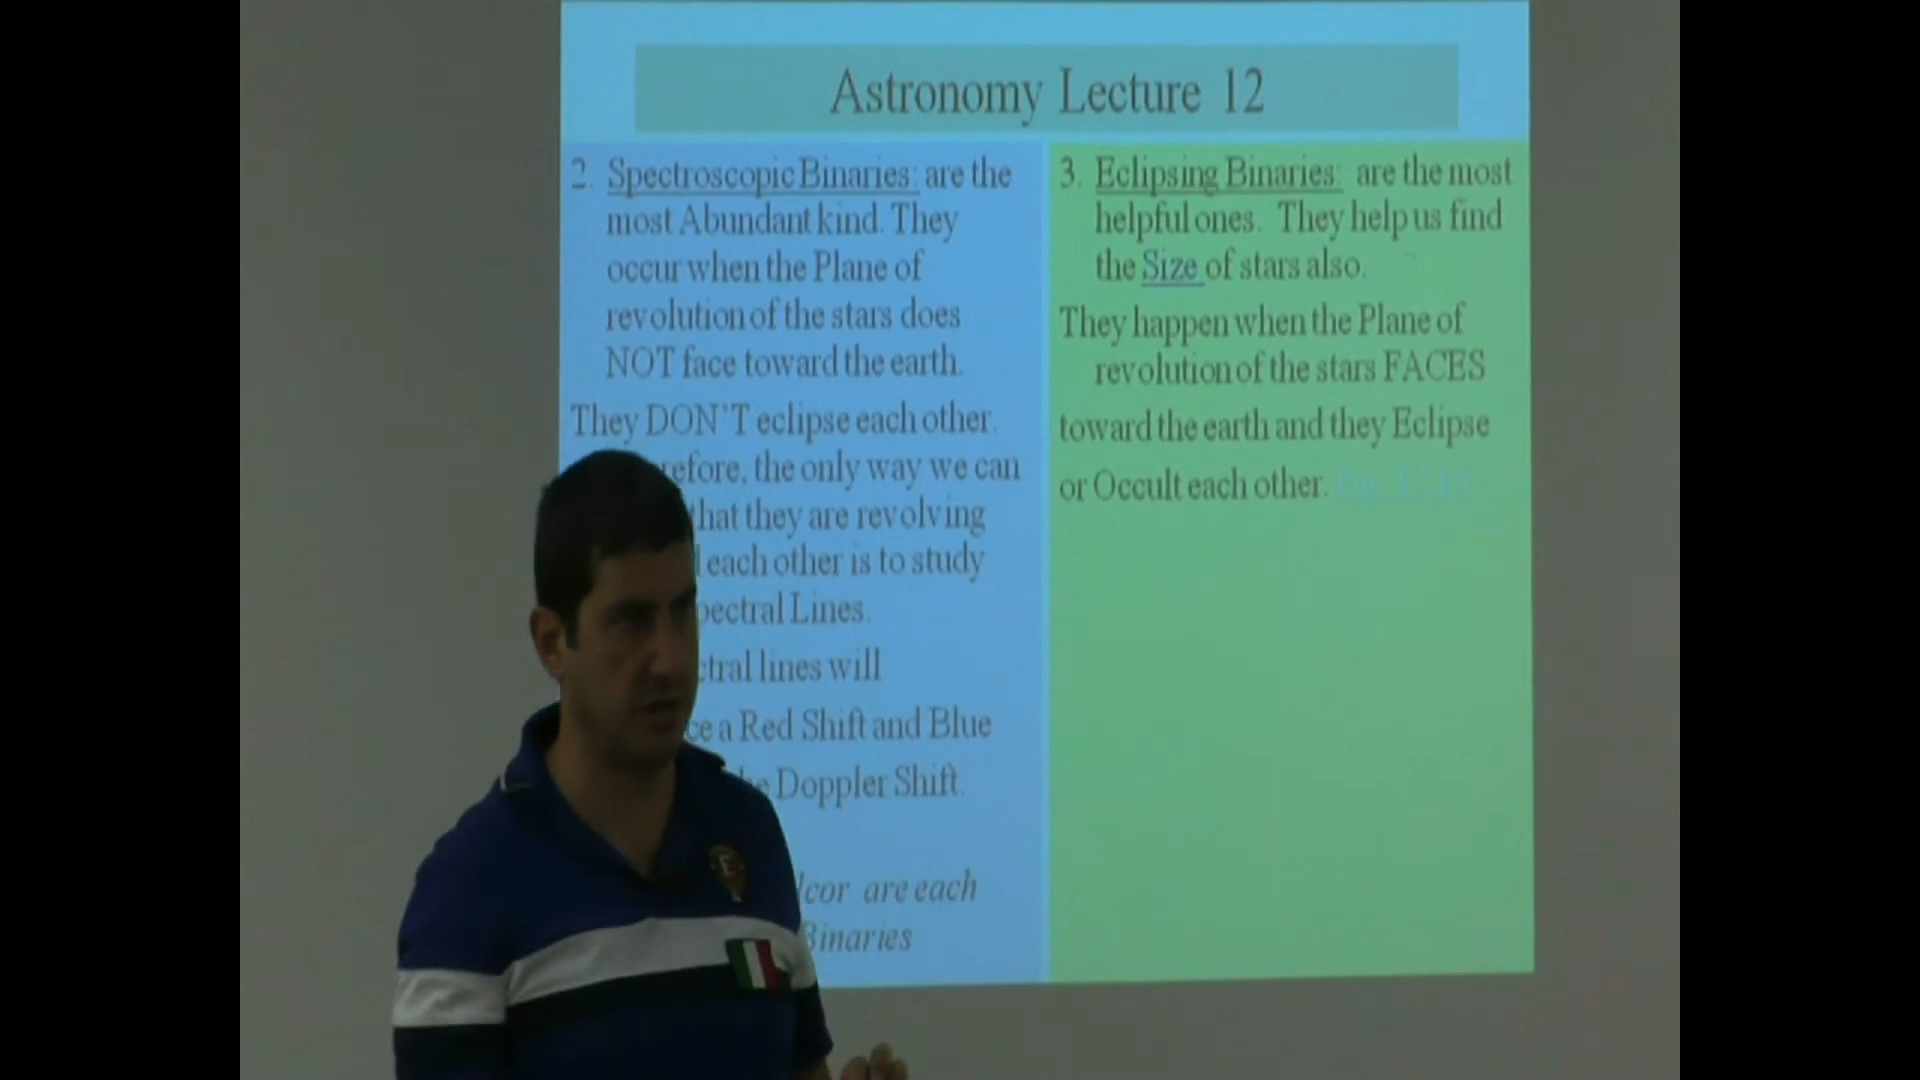 Astronomy Lecture 12
2. Spectroscopic Binaries: are the
most Abundant kind. They
occur when the Plane of
revolution of the stars does
NOT face toward the earth.
They DON'T eclipse each other.
the only way we can
that they are revolving
each other is to study
Lines.
lines will
a Red Shift and Blue
Doppler Shift.
are each
Binaries
3. Eclipsing Binaries: are the most
helpful ones. They help us find
the Size of stars also.
They happen when the Plane of
revolution of the stars FACES
toward the earth and they Eclipse
or Occult each other.
E